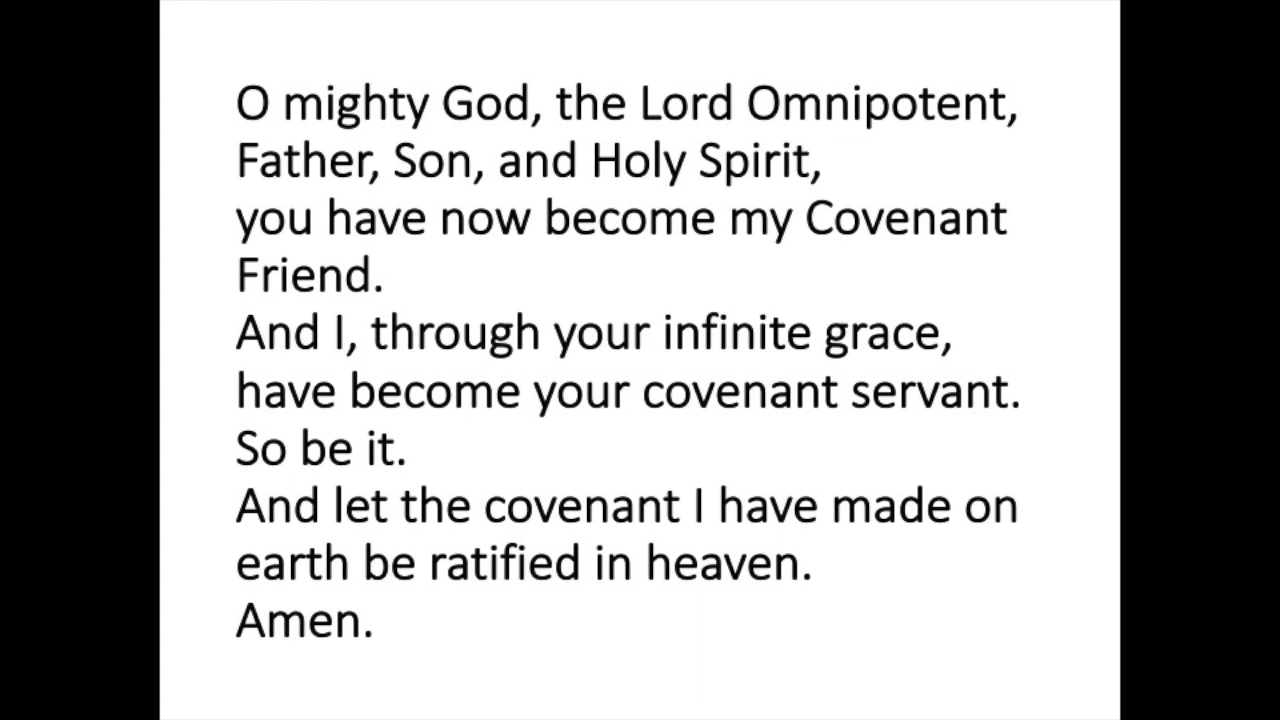 O mighty God, the Lord Omnipotent,
Father, Son, and Holy Spirit,
you have now become my Covenant
Friend.
And I, through your infinite grace,
have become your covenant servant.
So be it.
And let the covenant I have made on
earth be ratified in heaven.
Amen.